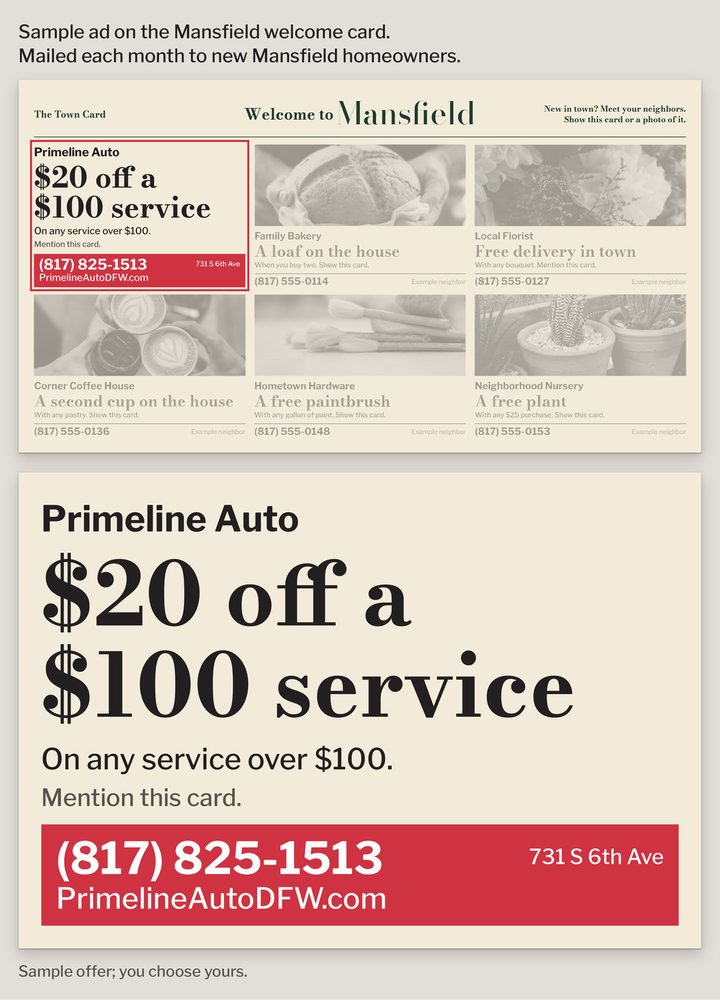 Sample ad on the Mansfield welcome card.
Mailed each month to new Mansfield homeowners.
The Town Card
Welcome to Mansfield
New in town? Meet your neighbors.
Show this card or a photo of it.
Primeline Auto
$20 off a
$100 service
On any service over $100.
Mention this card.
(817) 825-1513
731 S 6th Ave
PrimelineAutoDFW.com
Family Bakery
A loaf on the house
When you buy two. Show this card.
(817) 555-0114
Example neighbor
Local Florist
Free delivery in town
With any bouquet. Mention this card.
(817) 555-0127
Example neighbor
Corner Coffee House
A second cup on the house
With any pastry. Show this card.
(817) 555-0136
Example neighbor
Hometown Hardware
A free paintbrush
With any gallon of paint. Show this card.
(817) 555-0148
Example neighbor
Neighborhood Nursery
A free plant
With any $25 purchase. Show this card.
(817) 555-0153
Example neighbor
Primeline Auto
$20 off a
$100 service
On any service over $100.
Mention this card.
(817) 825-1513
731 S 6th Ave
PrimelineAutoDFW.com
Sample offer; you choose yours.